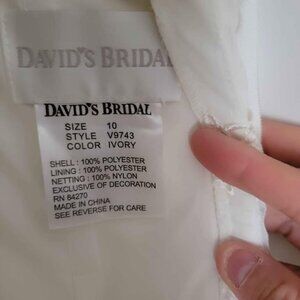 DAVID'S BRIDAL
DAVID'S BRIDAL
SIZE 10
STYLE V9743
COLOR IVORY
SHELL : 100% POLYESTER
LINING : 100% POLYESTER
NETTING : 100% NYLON
EXCLUSIVE OF DECORATION
RN 84270
MADE IN CHINA
SEE REVERSE FOR CARE